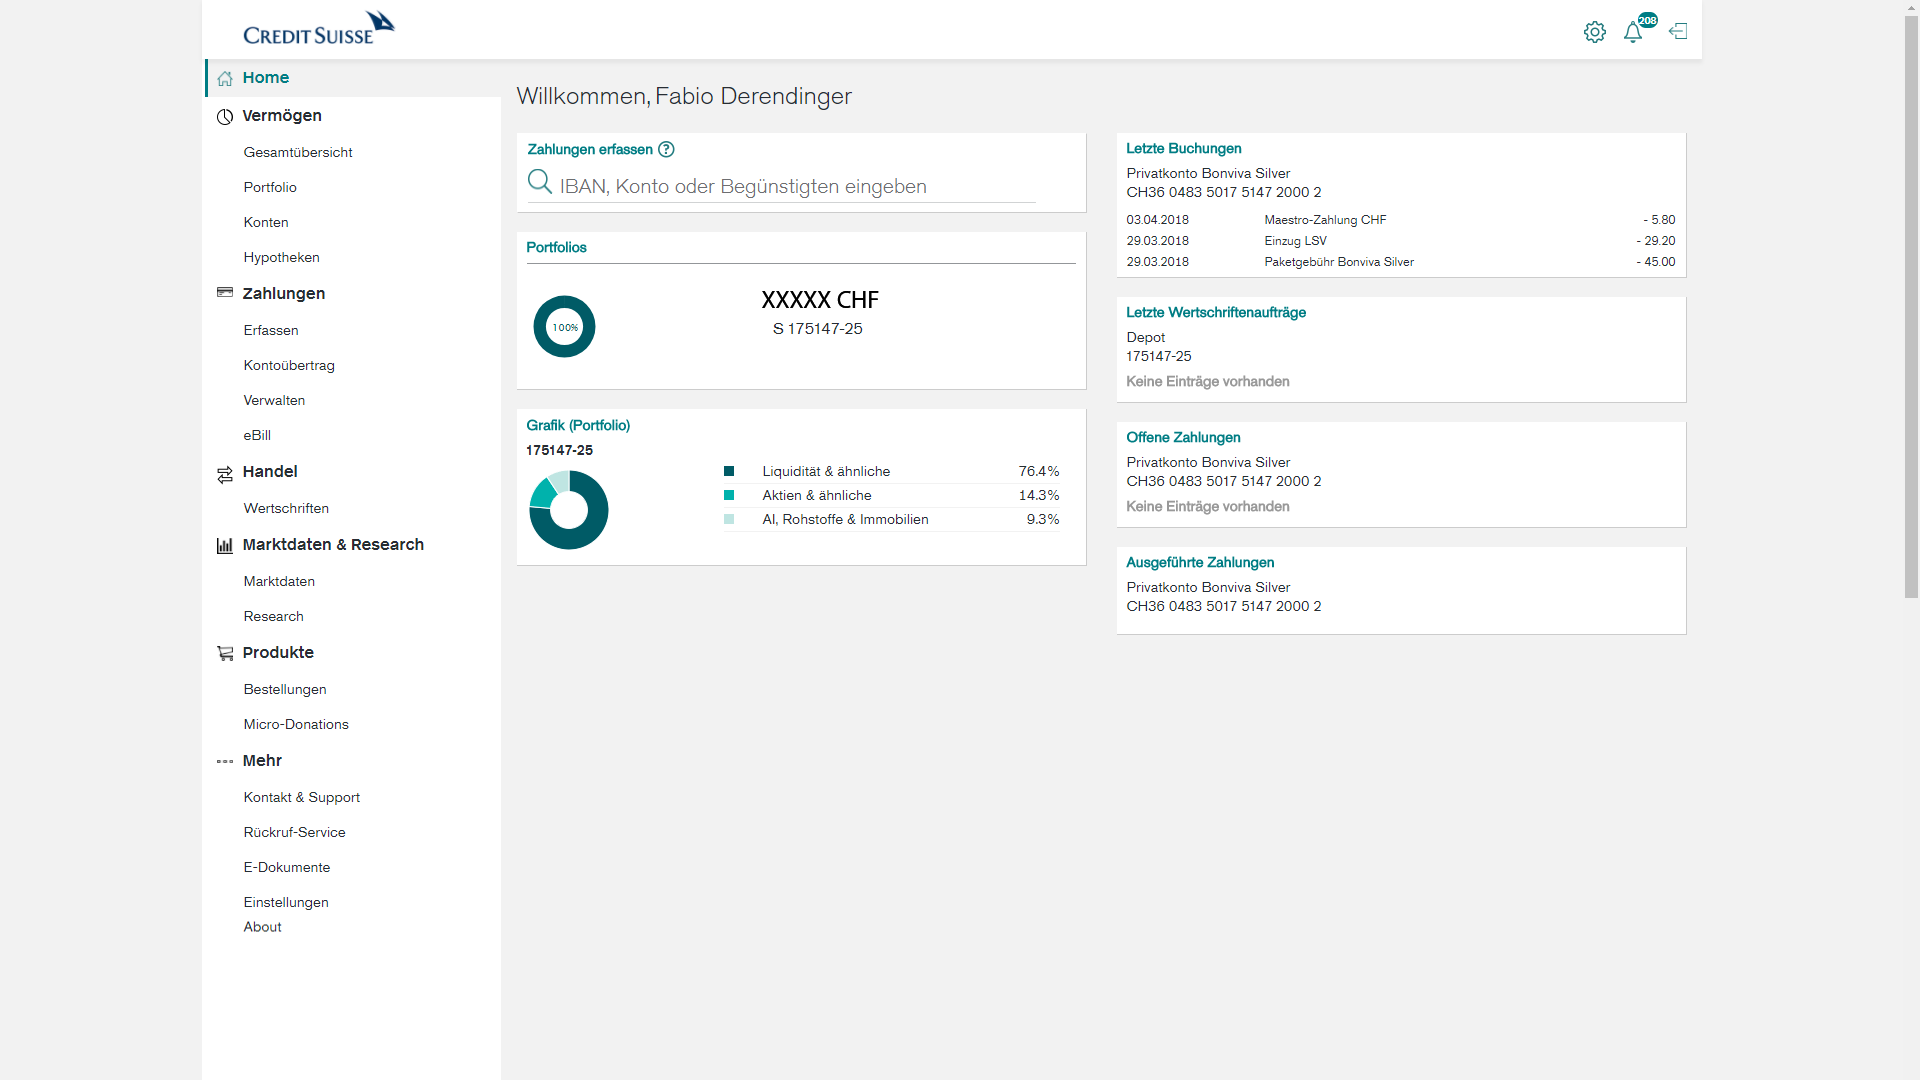 CREDIT SUISSE
208
Home
Vermögen
Gesamtübersicht
Portfolio
Konten
Hypotheken
Zahlungen
Erfassen
Kontoübertrag
Verwalten
eBill
Handel
Wertschriften
Marktdaten & Research
Marktdaten
Research
Produkte
Bestellungen
Micro-Donations
Mehr
Kontakt & Support
Rückruf-Service
E-Dokumente
Einstellungen
About
Willkommen, Fabio Derendinger
Zahlungen erfassen ?
IBAN, Konto oder Begünstigten eingeben
Portfolios
100%
XXXXX CHF
S 175147-25
Grafik (Portfolio)
175147-25
Liquidität & ähnliche 76.4%
Aktien & ähnliche 14.3%
AI, Rohstoffe & Immobilien 9.3%
Letzte Buchungen
Privatkonto Bonviva Silver
CH36 0483 5017 5147 2000 2
03.04.2018 Maestro-Zahlung CHF - 5.80
29.03.2018 Einzug LSV - 29.20
29.03.2018 Paketgebühr Bonviva Silver - 45.00
Letzte Wertschriftenaufträge
Depot
175147-25
Keine Einträge vorhanden
Offene Zahlungen
Privatkonto Bonviva Silver
CH36 0483 5017 5147 2000 2
Keine Einträge vorhanden
Ausgeführte Zahlungen
Privatkonto Bonviva Silver
CH36 0483 5017 5147 2000 2